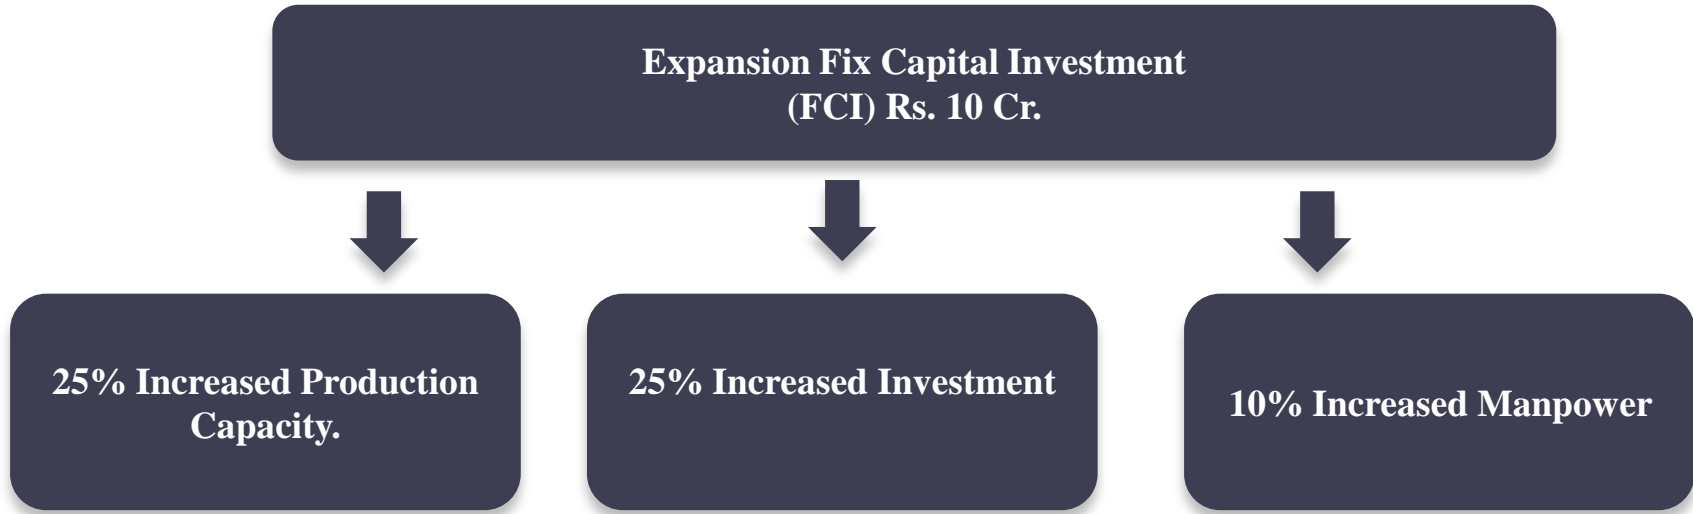 Expansion Fix Capital Investment
(FCI) Rs. 10 Cr.
25% Increased Production
Capacity.
25% Increased Investment
10% Increased Manpower